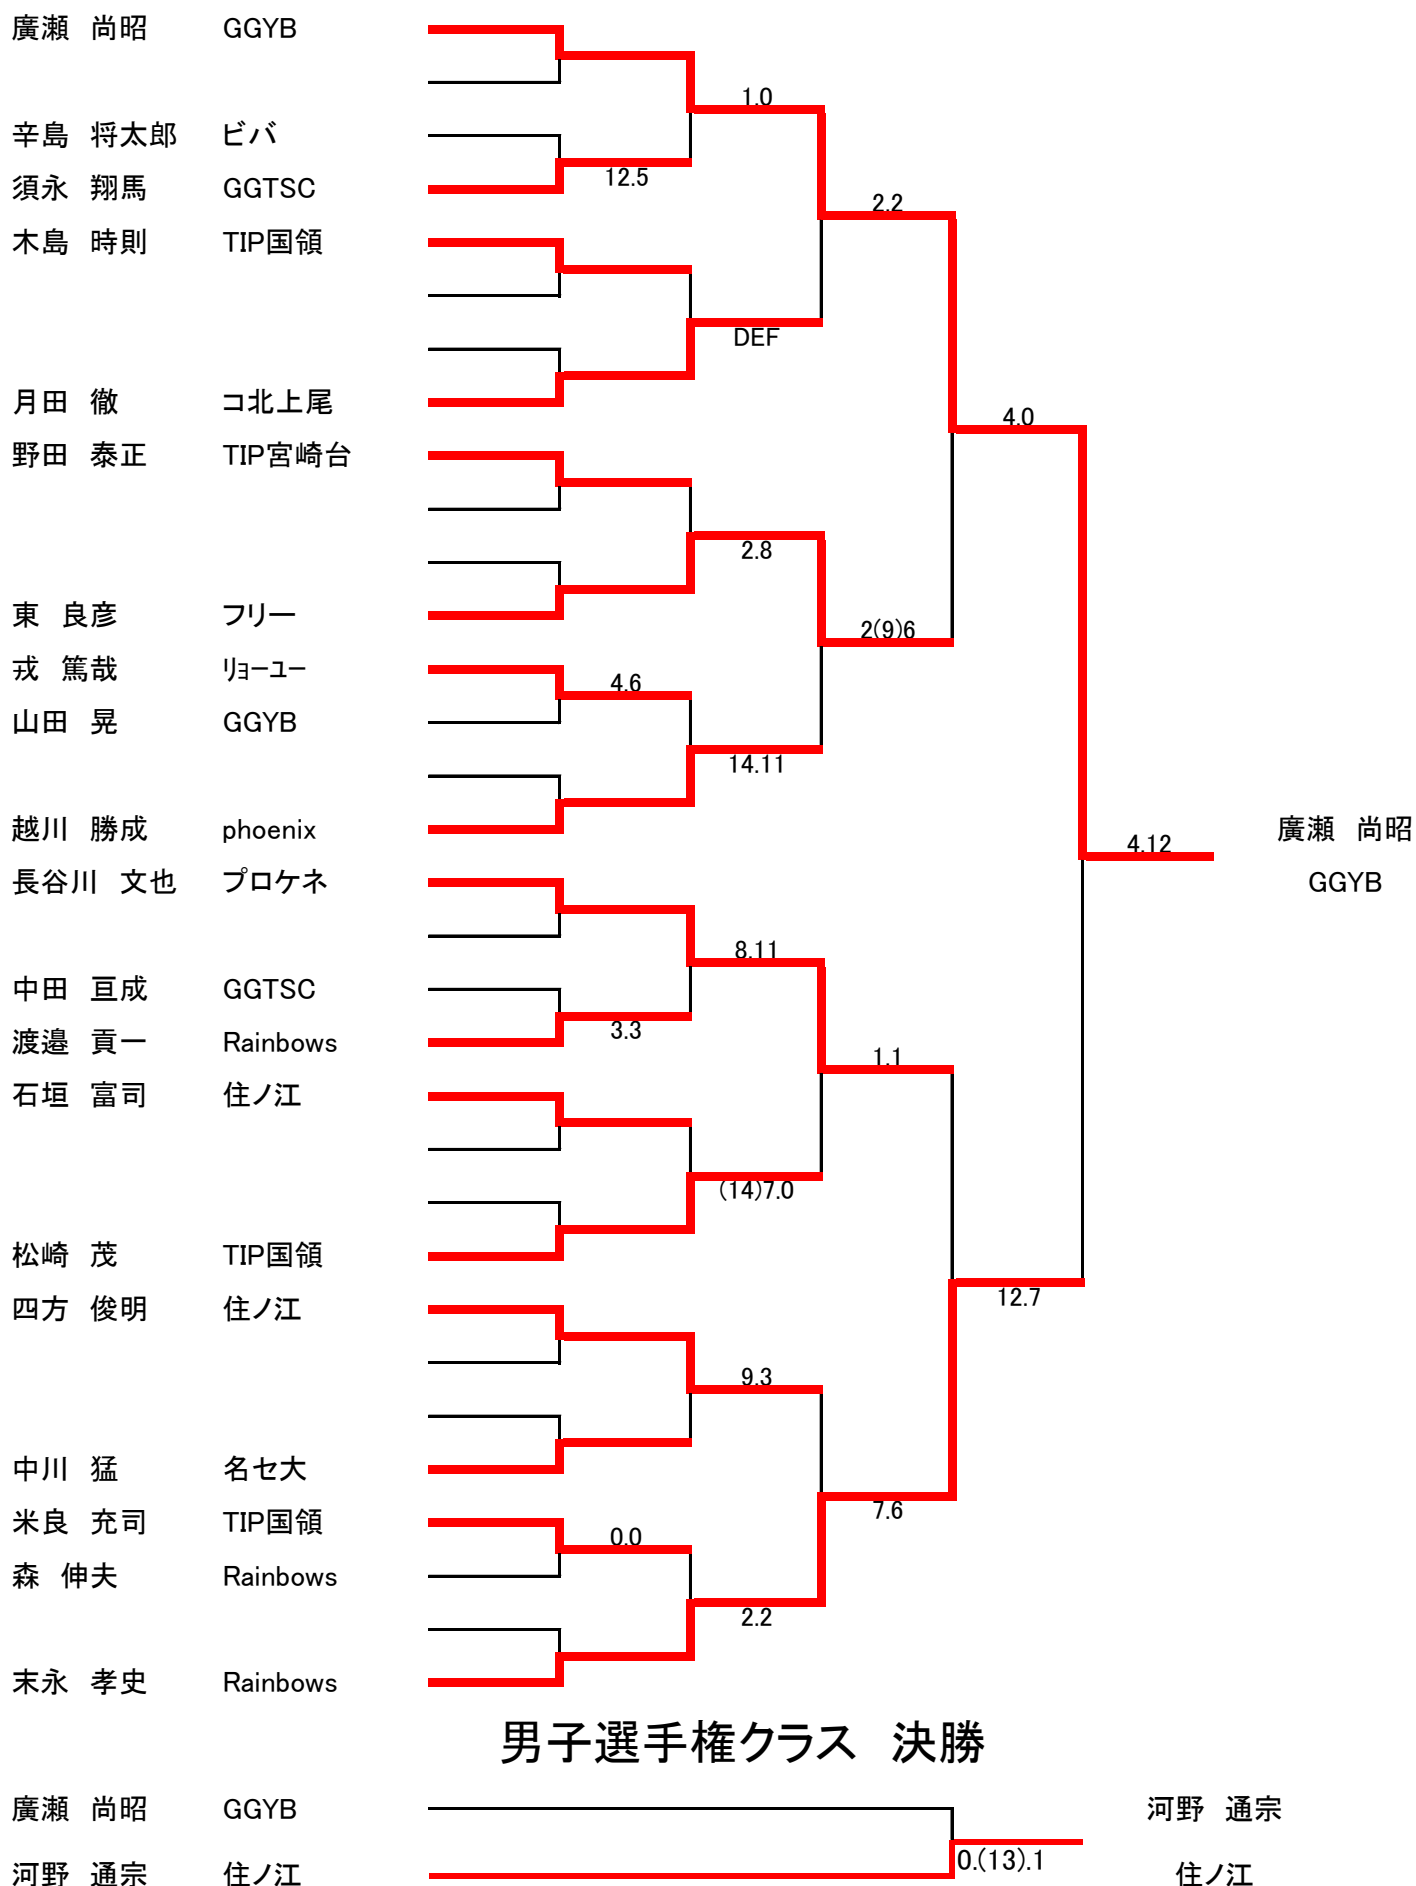 廣瀬　尚昭　GGYB
1.0
辛島　将太郎　ビバ
12.5
須永　翔馬　GGTSC
2.2
木島　時則　TIP国領
DEF
月田　徹　コ北上尾
4.0
野田　泰正　TIP宮崎台
2.8
東　良彦　フリー
2(9)6
戎　篤哉　ﾘｮｰﾕｰ
4.6
山田　晃　GGYB
14.11
越川　勝成　phoenix
4.12
廣瀬　尚昭
長谷川　文也　プロケネ
GGYB
8.11
中田　亘成　GGTSC
3.3
渡邉　貢一　Rainbows
1.1
石垣　富司　住ノ江
(14)7.0
松崎　茂　TIP国領
12.7
四方　俊明　住ノ江
9.3
中川　猛　名セ大
7.6
米良　充司　TIP国領
0.0
森　伸夫　Rainbows
2.2
末永　孝史　Rainbows
男子選手権クラス　決勝
廣瀬　尚昭　GGYB
河野　通宗
0.(13).1
河野　通宗　住ノ江
住ノ江